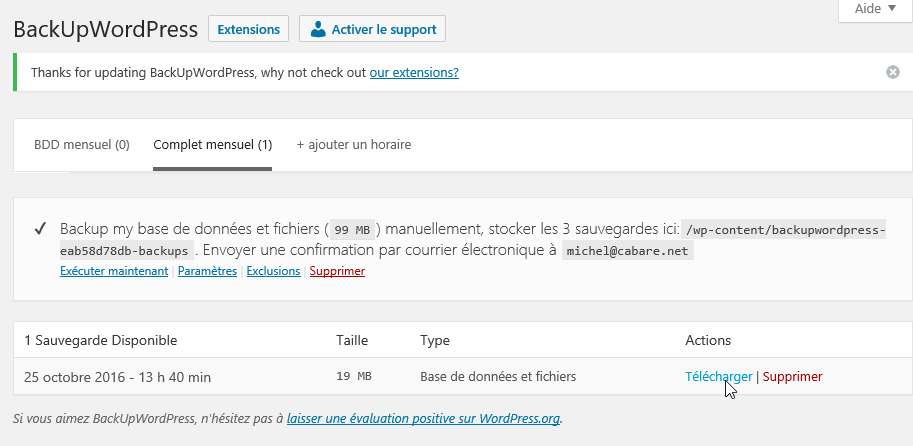 Aide ▼
BackUpWordPress Extensions Activer le support
Thanks for updating BackUpWordPress, why not check out our extensions?
BDD mensuel (0) Complet mensuel (1) + ajouter un horaire
✔ Backup my base de données et fichiers ( 99 MB ) manuellement, stocker les 3 sauvegardes ici: /wp-content/backupwordpress-
eab58d78db-backups . Envoyer une confirmation par courrier électronique à michel@cabare.net
Exécuter maintenant | Paramètres | Exclusions | Supprimer
1 Sauvegarde Disponible Taille Type Actions
25 octobre 2016 - 13 h 40 min 19 MB Base de données et fichiers Télécharger | Supprimer
Si vous aimez BackUpWordPress, n'hésitez pas à laisser une évaluation positive sur WordPress.org.